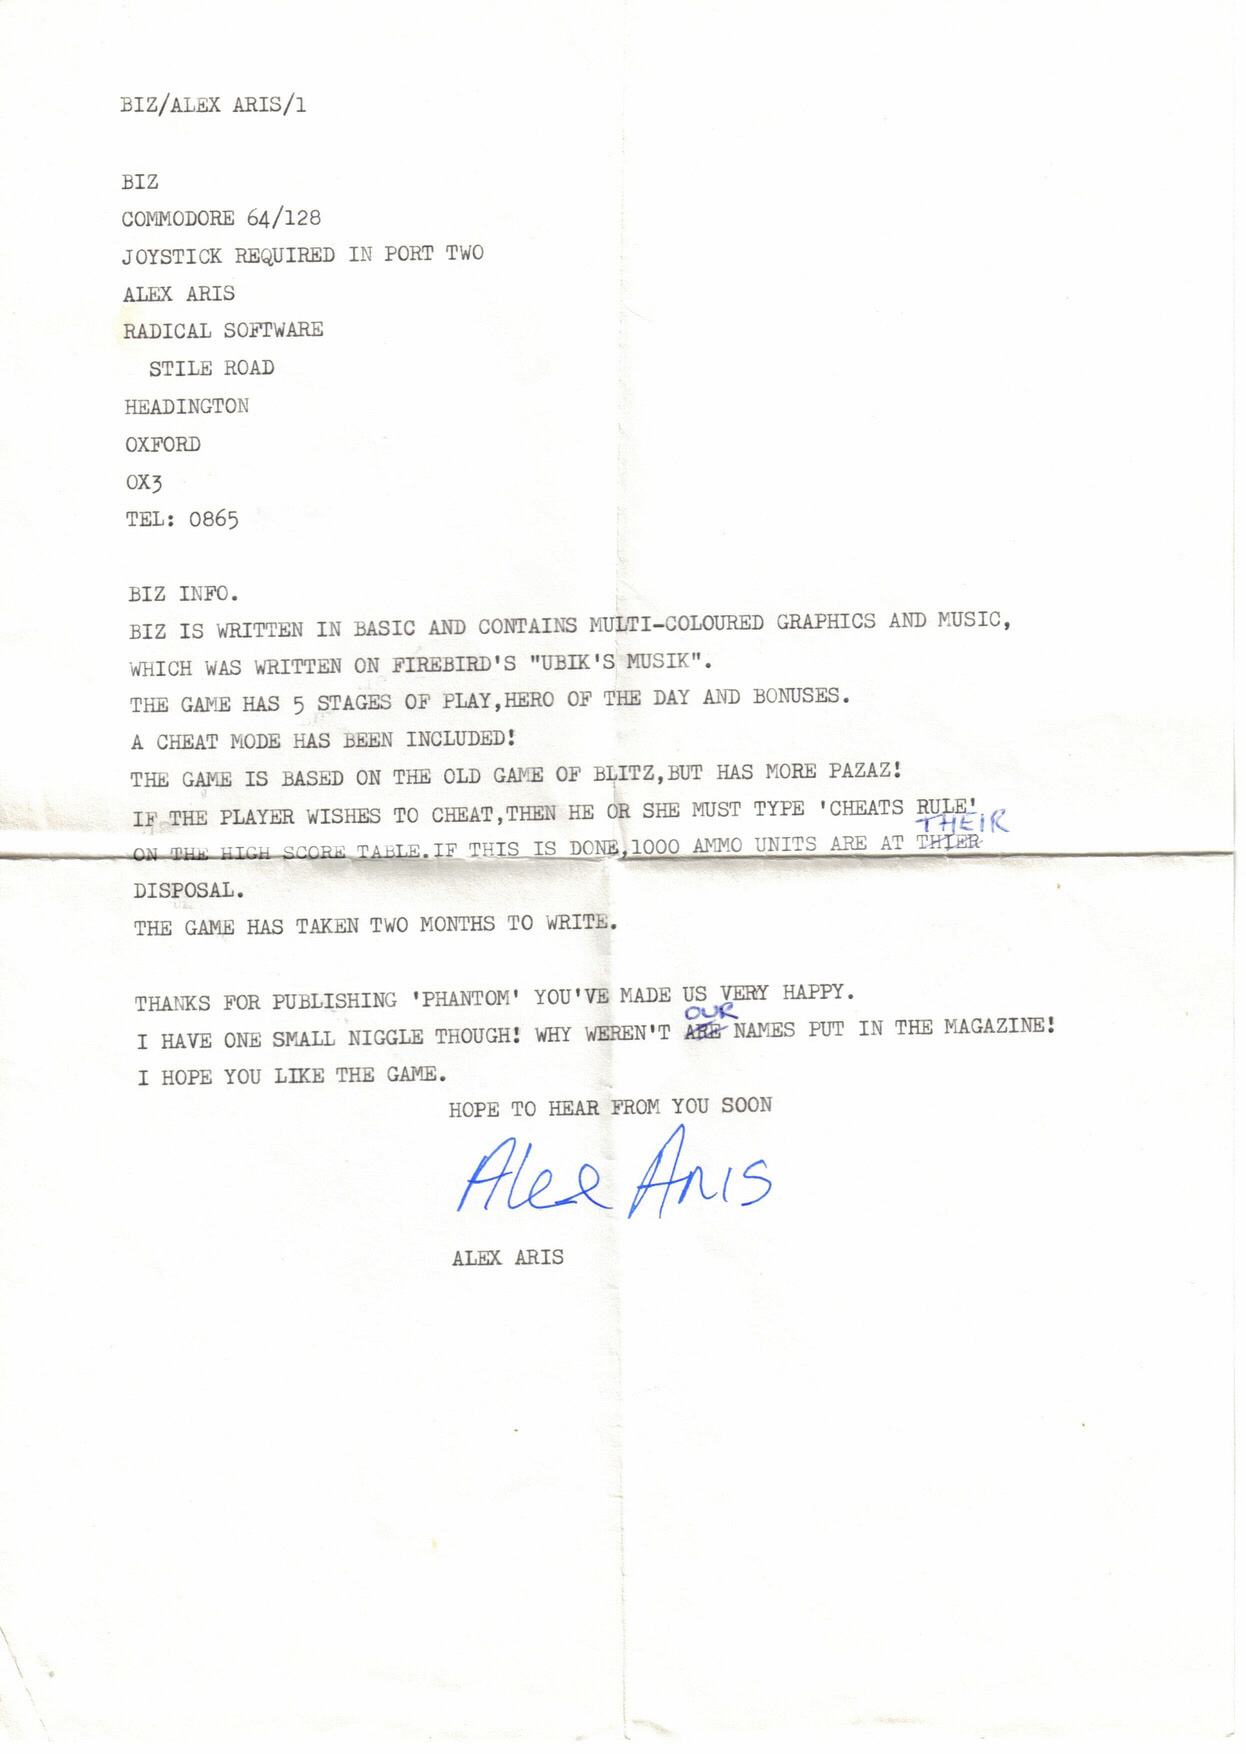 BIZ/ALEX ARIS/1
BIZ
COMMODORE 64/128
JOYSTICK REQUIRED IN PORT TWO
ALEX ARIS
RADICAL SOFTWARE
STILE ROAD
HEADINGTON
OXFORD
OX3
TEL: 0865
BIZ INFO.
BIZ IS WRITTEN IN BASIC AND CONTAINS MULTI-COLOURED GRAPHICS AND MUSIC,
WHICH WAS WRITTEN ON FIREBIRD'S "UBIK'S MUSIK".
THE GAME HAS 5 STAGES OF PLAY,HERO OF THE DAY AND BONUSES.
A CHEAT MODE HAS BEEN INCLUDED!
THE GAME IS BASED ON THE OLD GAME OF BLITZ,BUT HAS MORE PAZAZ!
IF THE PLAYER WISHES TO CHEAT,THEN HE OR SHE MUST TYPE 'CHEATS RULE'
THEIR
ON THE HIGH SCORE TABLE.IF THIS IS DONE,1000 AMMO UNITS ARE AT THIER
DISPOSAL.
THE GAME HAS TAKEN TWO MONTHS TO WRITE.
THANKS FOR PUBLISHING 'PHANTOM' YOU'VE MADE US VERY HAPPY.
OUR
I HAVE ONE SMALL NIGGLE THOUGH! WHY WEREN'T ARE NAMES PUT IN THE MAGAZINE!
I HOPE YOU LIKE THE GAME.
HOPE TO HEAR FROM YOU SOON
Alex Aris
ALEX ARIS